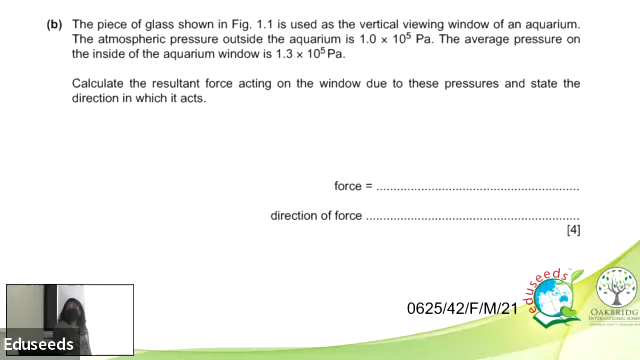 (b) The piece of glass shown in Fig. 1.1 is used as the vertical viewing window of an aquarium.
The atmospheric pressure outside the aquarium is 1.0 × 10⁵ Pa. The average pressure on
the inside of the aquarium window is 1.3 × 10⁵ Pa.
Calculate the resultant force acting on the window due to these pressures and state the
direction in which it acts.
force = ............................................................
direction of force ...............................................................
[4]
0625/42/F/M/21
eduseeds
OAKBRIDGE
Eduseeds